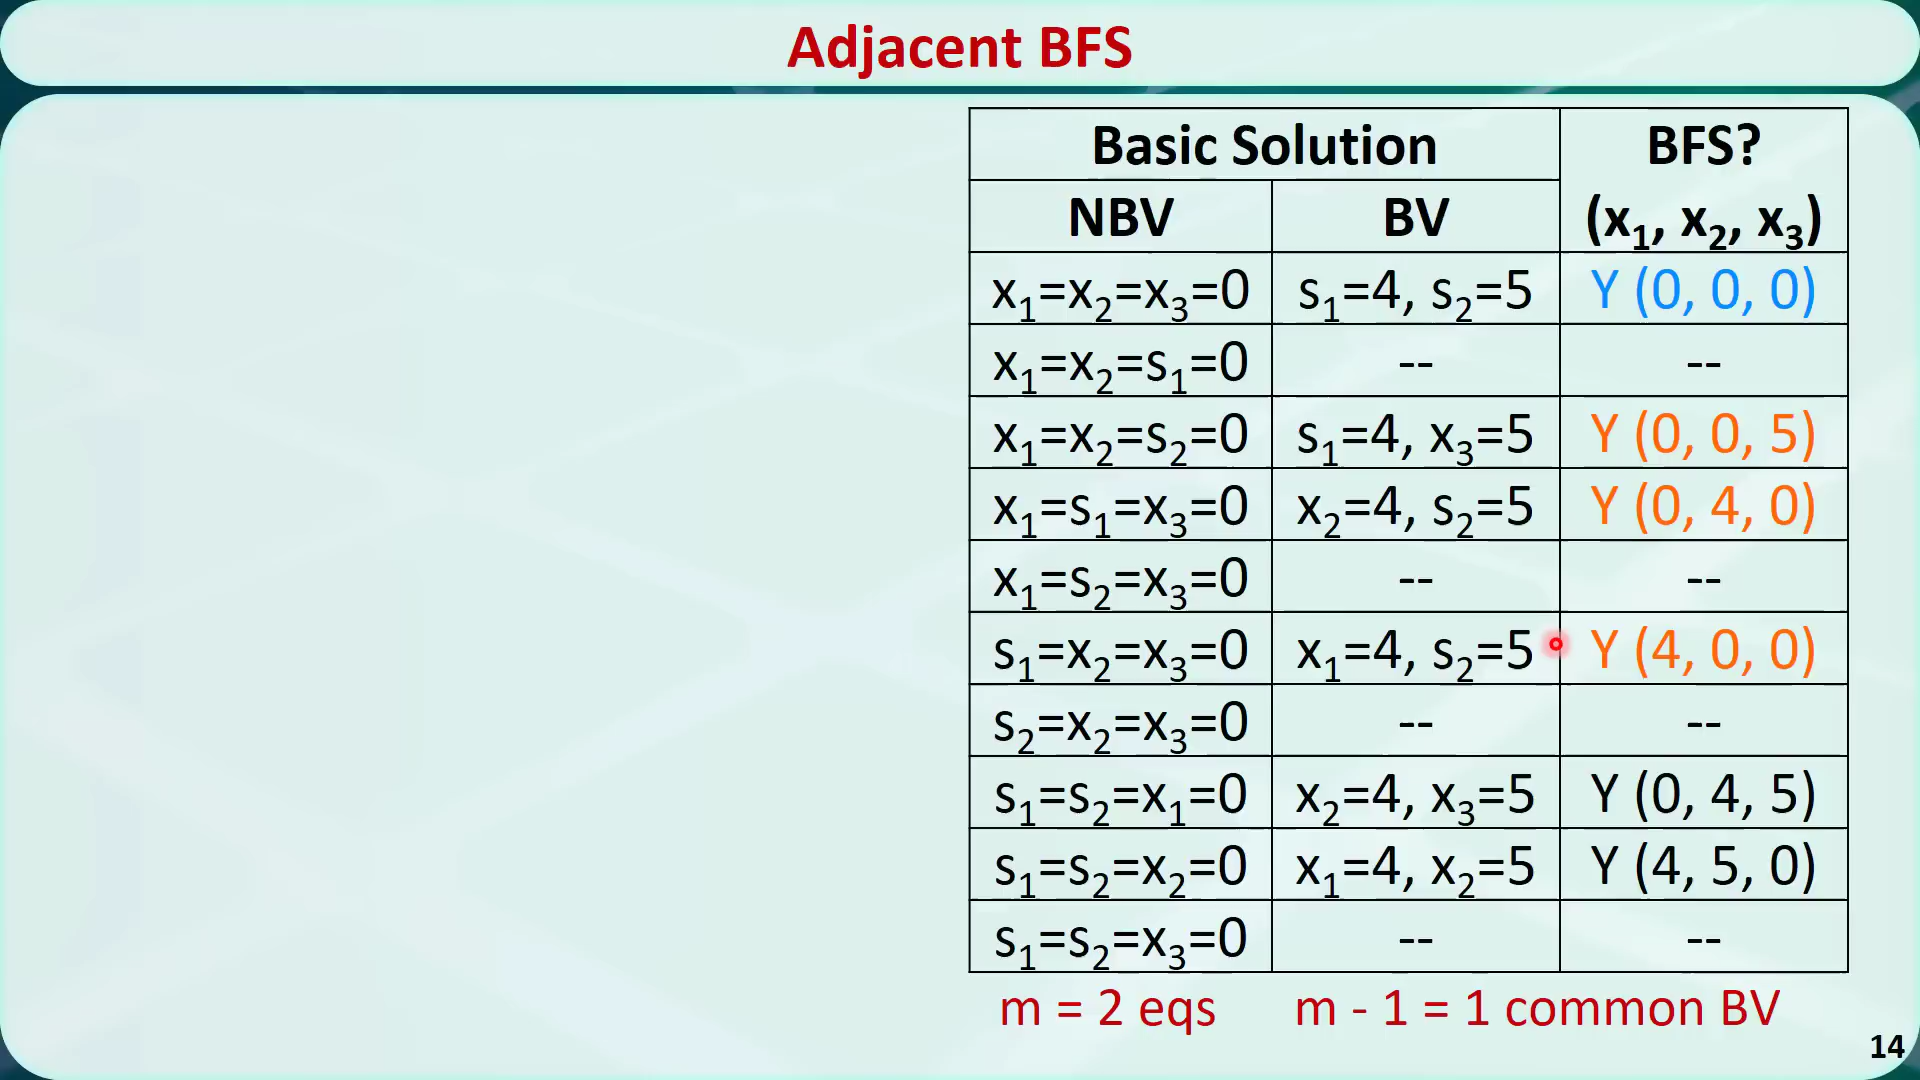 Adjacent BFS
Basic Solution BFS?
NBV BV (x₁, x₂, x₃)
x₁=x₂=x₃=0 s₁=4, s₂=5 Y (0, 0, 0)
x₁=x₂=s₁=0 -- --
x₁=x₂=s₂=0 s₁=4, x₃=5 Y (0, 0, 5)
x₁=s₁=x₃=0 x₂=4, s₂=5 Y (0, 4, 0)
x₁=s₂=x₃=0 -- --
s₁=x₂=x₃=0 x₁=4, s₂=5 Y (4, 0, 0)
s₂=x₂=x₃=0 -- --
s₁=s₂=x₁=0 x₂=4, x₃=5 Y (0, 4, 5)
s₁=s₂=x₂=0 x₁=4, x₂=5 Y (4, 5, 0)
s₁=s₂=x₃=0 -- --
m = 2 eqs m - 1 = 1 common BV
14